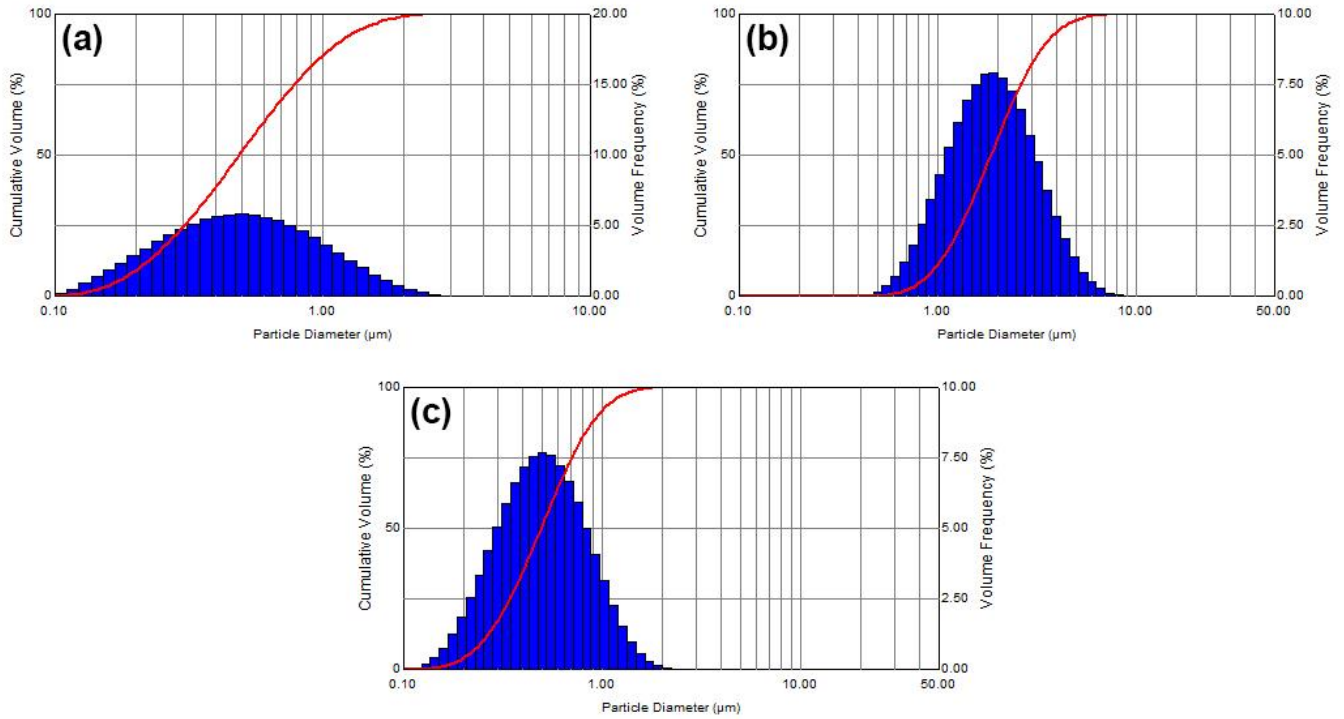 (a)
Cumulative Volume (%)
100
50
0
20.00
15.00
10.00
5.00
0.00
Volume Frequency (%)
0.10 1.00 10.00
Particle Diameter (µm)
(b)
Cumulative Volume (%)
100
50
0
10.00
7.50
5.00
2.50
0.00
Volume Frequency (%)
0.10 1.00 10.00 50.00
Particle Diameter (µm)
(c)
Cumulative Volume (%)
100
50
0
10.00
7.50
5.00
2.50
0.00
Volume Frequency (%)
0.10 1.00 10.00 50.00
Particle Diameter (µm)